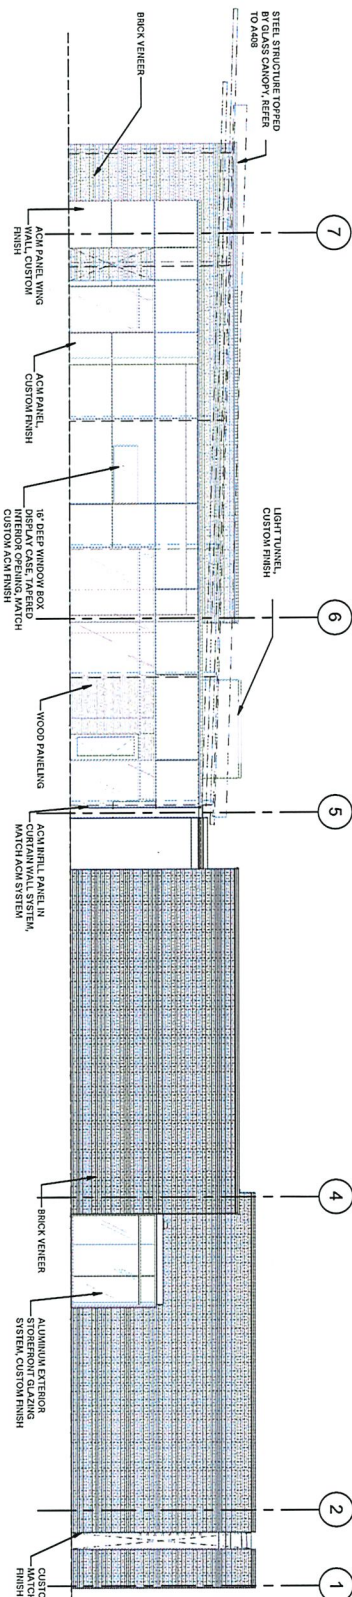 STEEL STRUCTURE TOPPED
BY GLASS CANOPY, REFER
TO A408
BRICK VENEER
7
ACM PANEL WING
WALL, CUSTOM
FINISH
ACM PANEL,
CUSTOM FINISH
LIGHT TUNNEL,
CUSTOM FINISH
16" DEEP WINDOW BOX
DISPLAY CASE, TAPERED
INTERIOR OPENING, MATCH
CUSTOM ACM FINISH
6
WOOD PANELING
5
ACM INFILL PANEL IN
CURTAIN WALL SYSTEM,
MATCH ACM SYSTEM
4
BRICK VENEER
ALUMINUM EXTERIOR
STOREFRONT GLAZING
SYSTEM, CUSTOM FINISH
2
1
CUSTO
MATCH
FINISH